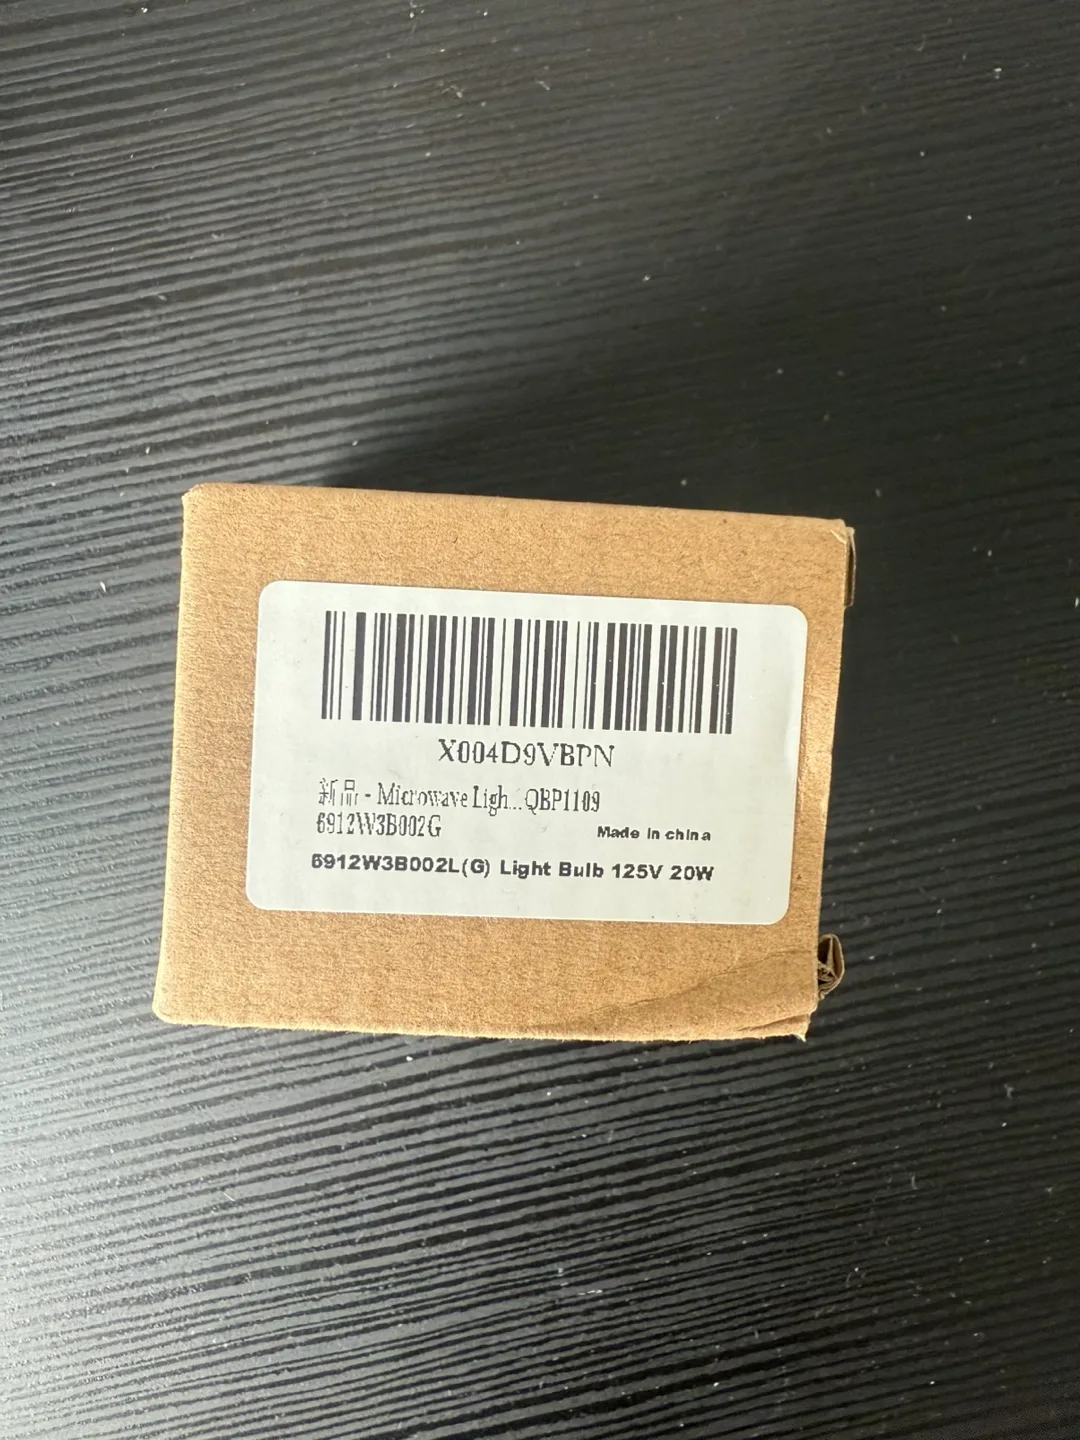 X004D9VBPN
新品 - Microwave Ligh...QBP1109
6912W3B002G
Made in china
6912W3B002L(G) Light Bulb 125V 20W